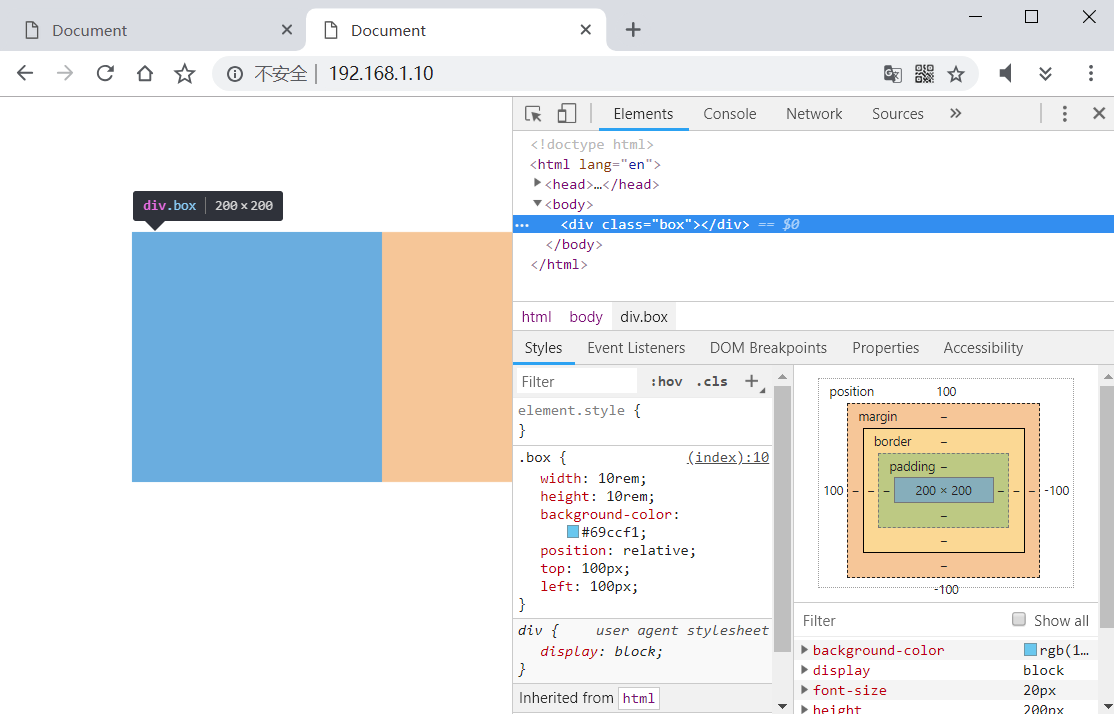 Document
Document
不安全 192.168.1.10
div.box 200 × 200
Elements Console Network Sources »
<!doctype html>
<html lang="en">
<head>…</head>
<body>
<div class="box"></div> == $0
</body>
</html>
html body div.box
Styles Event Listeners DOM Breakpoints Properties Accessibility
Filter :hov .cls +
element.style {
}
.box { (index):10
width: 10rem;
height: 10rem;
background-color:
#69ccf1;
position: relative;
top: 100px;
left: 100px;
}
div { user agent stylesheet
display: block;
}
Inherited from html
position 100
margin –
border –
padding –
100 – – – 200 × 200 – – – -100
–
–
–
-100
Filter Show all
background-color rgb(1…
display block
font-size 20px
height 200px